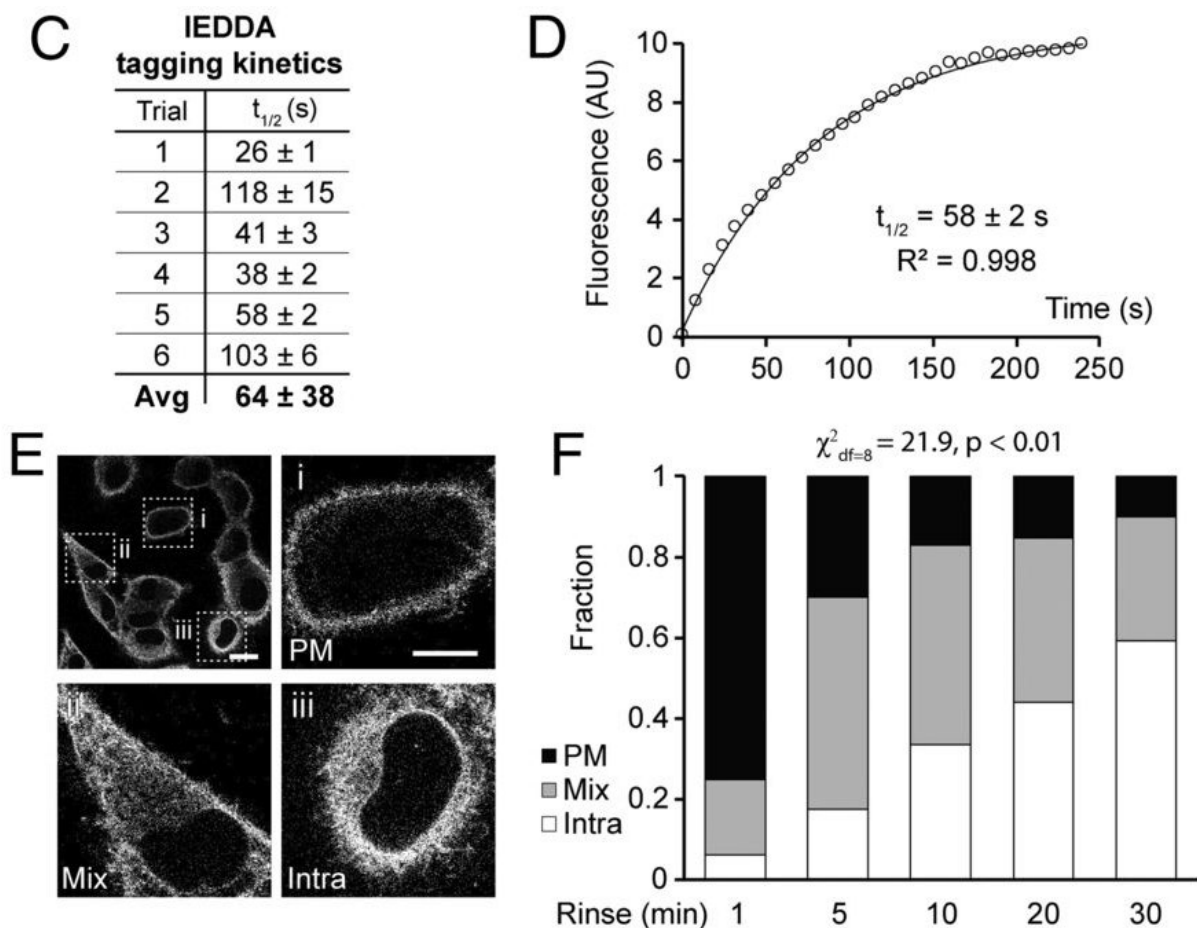 C
IEDDA
tagging kinetics
Trial t1/2 (s)
1 26 ± 1
2 118 ± 15
3 41 ± 3
4 38 ± 2
5 58 ± 2
6 103 ± 6
Avg 64 ± 38
D
Fluorescence (AU)
10
8
6
4
2
0
t1/2 = 58 ± 2 s
R² = 0.998
Time (s)
0 50 100 150 200 250
E
i
ii
iii
i
PM
ii
Mix
iii
Intra
F
χ²df=8 = 21.9, p < 0.01
Fraction
1
0.8
0.6
0.4
0.2
0
PM
Mix
Intra
Rinse (min) 1 5 10 20 30